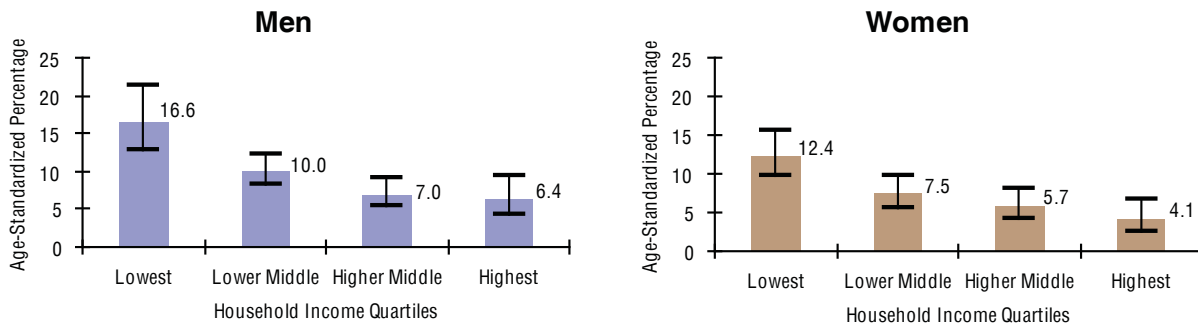 Men
Age-Standardized Percentage
25
20
15
10
5
0
16.6
10.0
7.0
6.4
Lowest
Lower Middle
Higher Middle
Highest
Household Income Quartiles
Women
Age-Standardized Percentage
25
20
15
10
5
0
12.4
7.5
5.7
4.1
Lowest
Lower Middle
Higher Middle
Highest
Household Income Quartiles